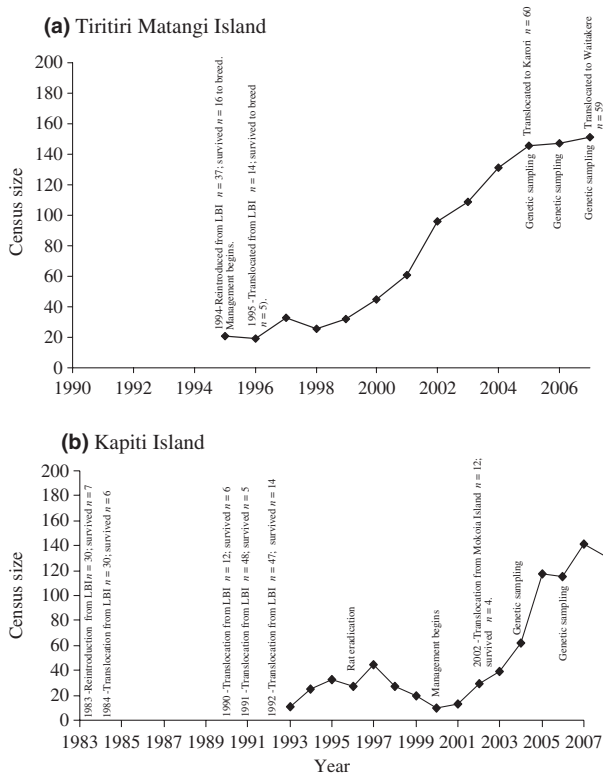 (a) Tiritiri Matangi Island
200
180
160
140
120
100
80
60
40
20
0
Census size
1994-Reintroduced from LBI n = 37; survived n = 16 to breed.
Management begins.
1995 -Translocated from LBI n = 14; survived to breed
n = 5).
Genetic sampling
Translocated to Karori n = 60
Genetic sampling
Genetic sampling
Translocated to Waitakere
n = 59
1990
1992
1994
1996
1998
2000
2002
2004
2006
(b) Kapiti Island
200
180
160
140
120
100
80
60
40
20
0
Census size
1983 -Reintroduction from LBI n = 30; survived n = 7
1984 -Translocation from LBI n = 30; survived n = 6
1990 -Translocation from LBI n = 12; survived n = 6
1991 -Translocation from LBI n = 48; survived n = 5
1992 -Translocation from LBI n = 47; survived n = 14
Rat eradication
Management begins
2002 -Translocation from Mokoia Island n = 12;
survived n = 4.
Genetic sampling
Genetic sampling
1983
1985
1987
1989
1991
1993
1995
1997
1999
2001
2003
2005
2007
Year